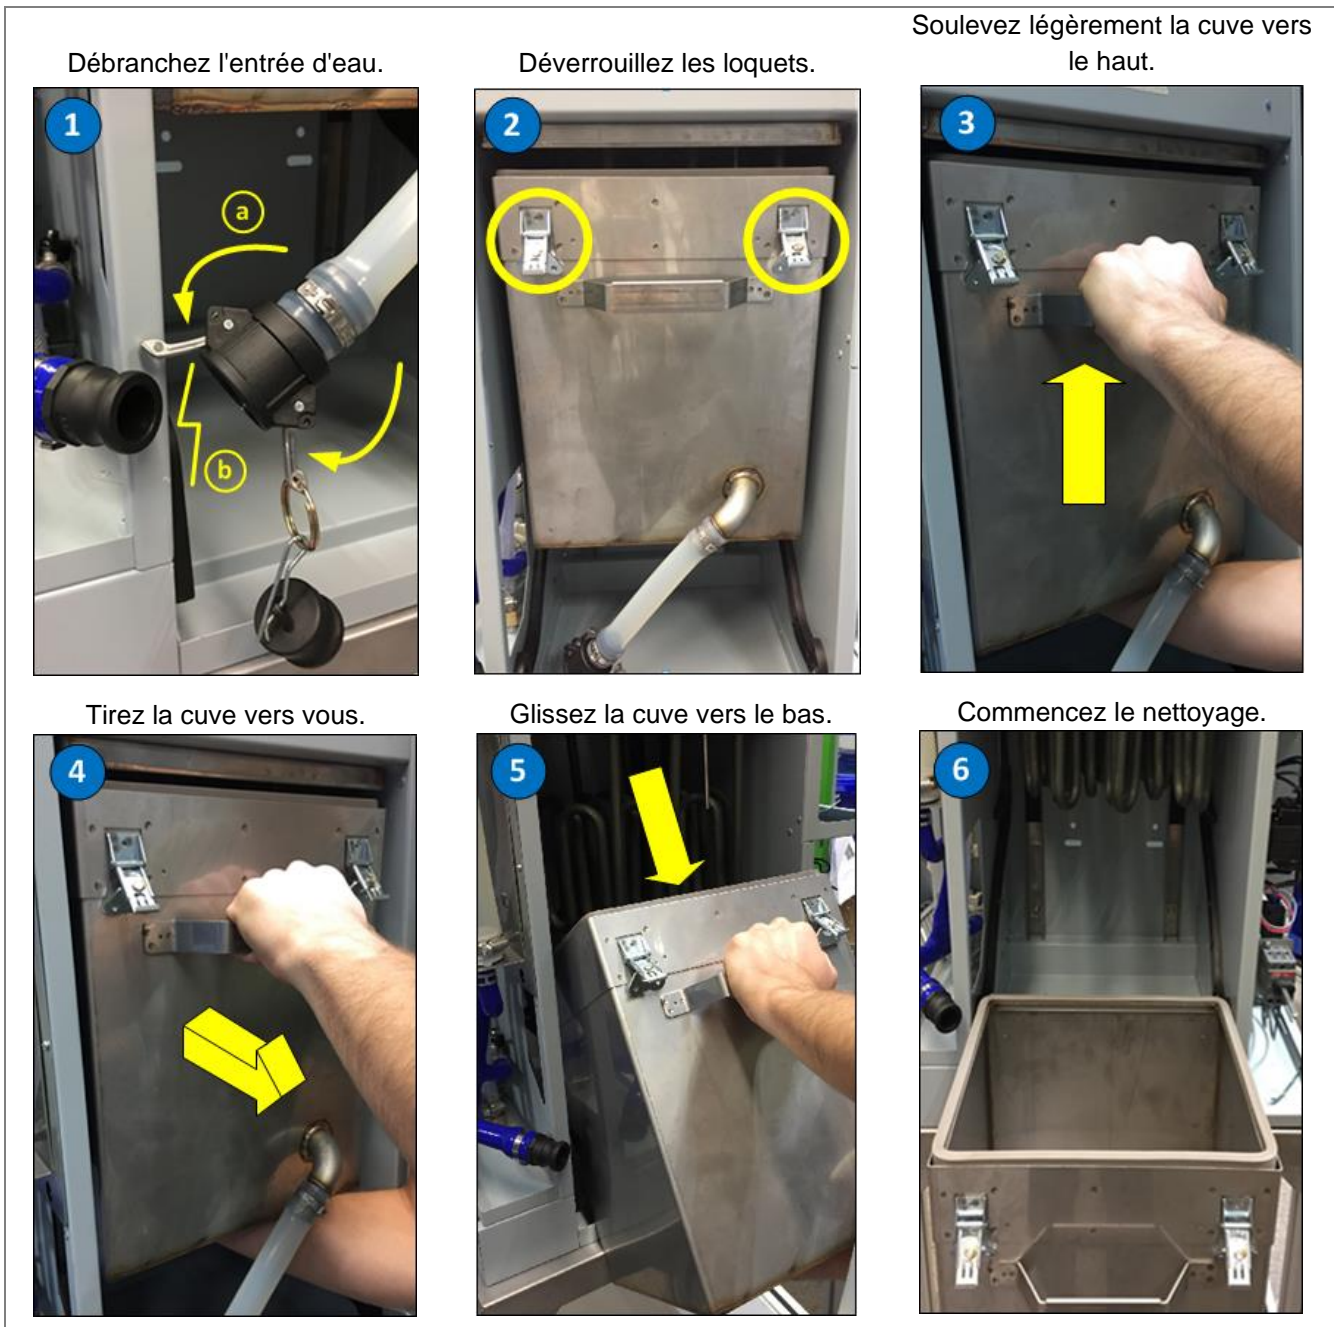 Débranchez l'entrée d'eau.
1
a
b
Déverrouillez les loquets.
2
Soulevez légèrement la cuve vers
le haut.
3
Tirez la cuve vers vous.
4
Glissez la cuve vers le bas.
5
Commencez le nettoyage.
6